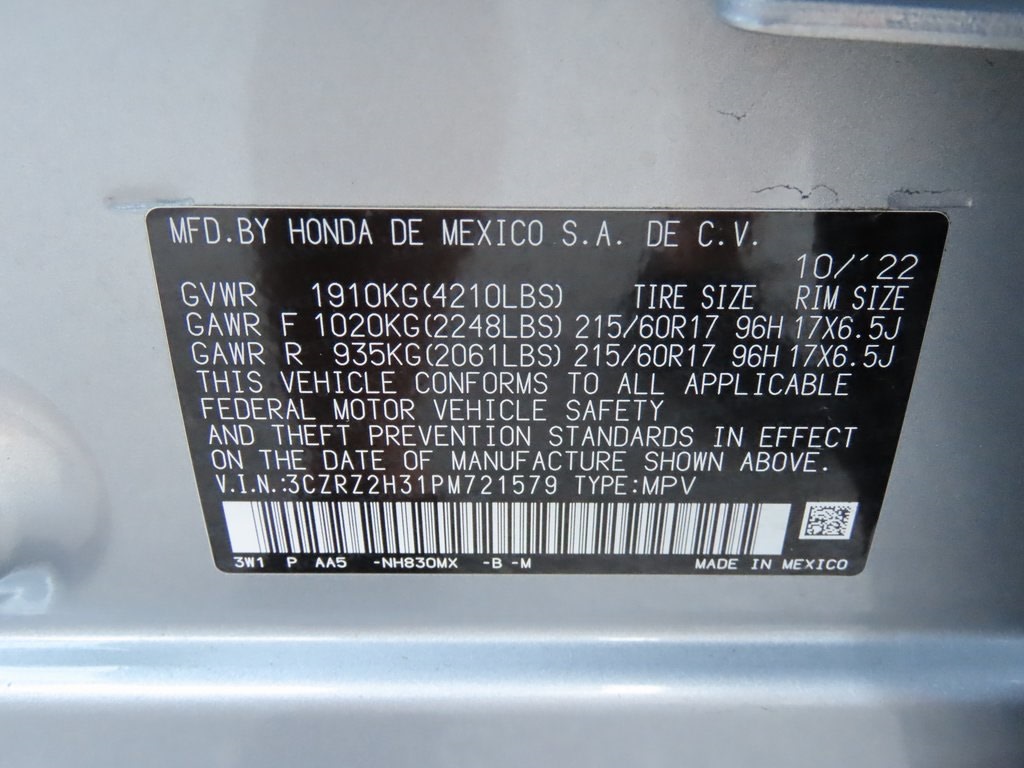 MFD.BY HONDA DE MEXICO S.A. DE C.V.
10/´22
GVWR 1910KG(4210LBS) TIRE SIZE RIM SIZE
GAWR F 1020KG(2248LBS) 215/60R17 96H 17X6.5J
GAWR R 935KG(2061LBS) 215/60R17 96H 17X6.5J
THIS VEHICLE CONFORMS TO ALL APPLICABLE
FEDERAL MOTOR VEHICLE SAFETY
AND THEFT PREVENTION STANDARDS IN EFFECT
ON THE DATE OF MANUFACTURE SHOWN ABOVE.
V.I.N.:3CZRZ2H31PM721579 TYPE:MPV
3W1 P AA5 -NH830MX -B -M MADE IN MEXICO